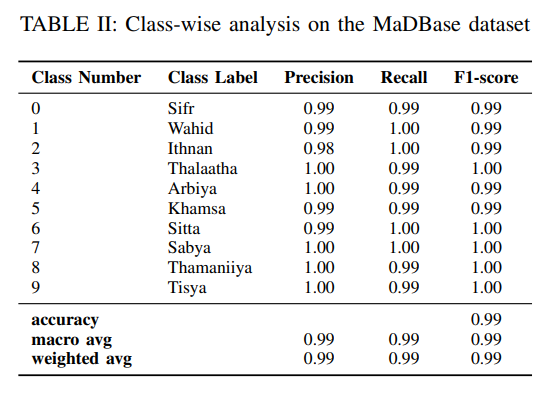 TABLE II: Class-wise analysis on the MaDBase dataset
Class Number Class Label Precision Recall F1-score
0 Sifr 0.99 0.99 0.99
1 Wahid 0.99 1.00 0.99
2 Ithnan 0.98 1.00 0.99
3 Thalaatha 1.00 0.99 1.00
4 Arbiya 1.00 0.99 0.99
5 Khamsa 0.99 0.99 0.99
6 Sitta 0.99 1.00 1.00
7 Sabya 1.00 1.00 1.00
8 Thamaniiya 1.00 0.99 1.00
9 Tisya 1.00 0.99 1.00
accuracy 0.99
macro avg 0.99 0.99 0.99
weighted avg 0.99 0.99 0.99